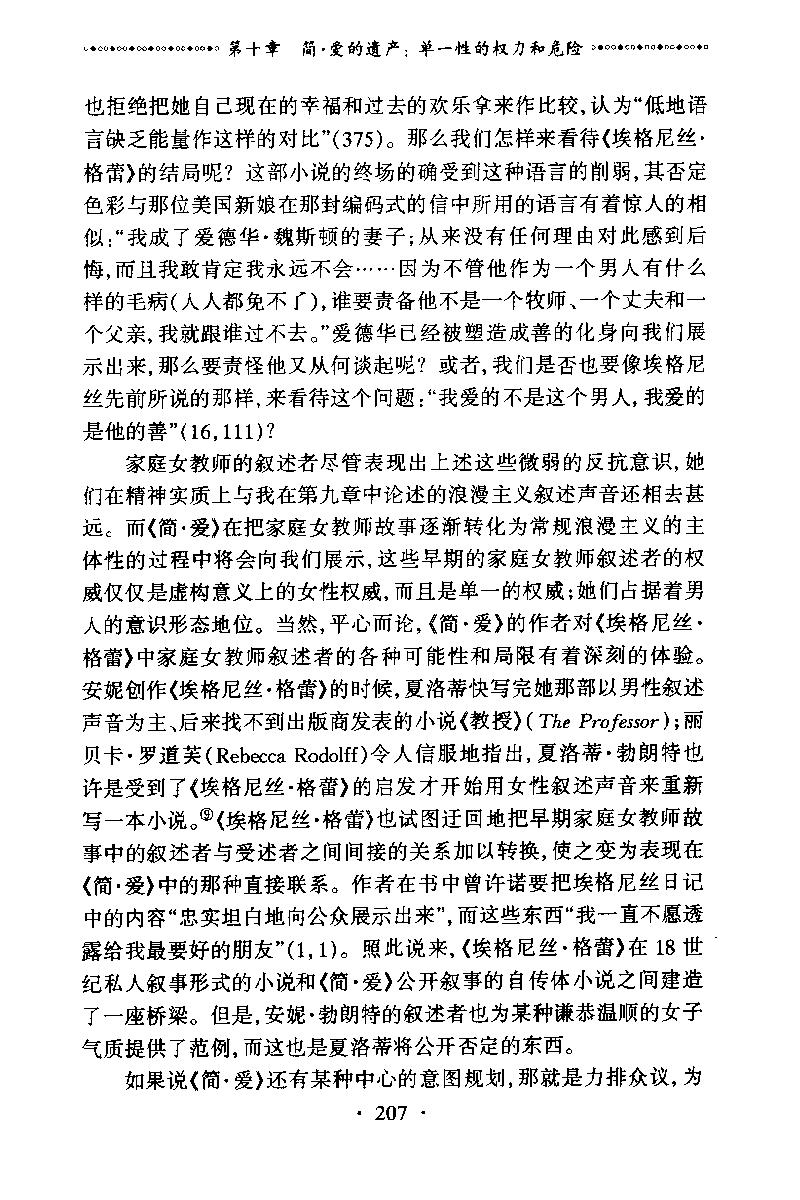 第十章 简·爱的遗产:单一性的权力和危险
也拒绝把她自己现在的幸福和过去的欢乐拿来作比较,认为“低地语
言缺乏能量作这样的对比”(375)。那么我们怎样来看待《埃格尼丝·
格蕾》的结局呢?这部小说的终场的确受到这种语言的削弱,其否定
色彩与那位美国新娘在那封编码式的信中所用的语言有着惊人的相
似:“我成了爱德华·魏斯顿的妻子;从来没有任何理由对此感到后
悔,而且我敢肯定我永远不会……因为不管他作为一个男人有什么
样的毛病(人人都免不了),谁要责备他不是一个牧师、一个丈夫和一
个父亲,我就跟谁过不去。”爱德华已经被塑造成善的化身向我们展
示出来,那么要责怪他又从何谈起呢?或者,我们是否也要像埃格尼
丝先前所说的那样,来看待这个问题:“我爱的不是这个男人,我爱的
是他的善”(16,111)?
家庭女教师的叙述者尽管表现出上述这些微弱的反抗意识,她
们在精神实质上与我在第九章中论述的浪漫主义叙述声音还相去甚
远。而《简·爱》在把家庭女教师故事逐渐转化为常规浪漫主义的主
体性的过程中将会向我们展示,这些早期的家庭女教师叙述者的权
威仅仅是虚构意义上的女性权威,而且是单一的权威;她们占据着男
人的意识形态地位。当然,平心而论,《简·爱》的作者对《埃格尼丝·
格蕾》中家庭女教师叙述者的各种可能性和局限有着深刻的体验。
安妮创作《埃格尼丝·格蕾》的时候,夏洛蒂快写完她那部以男性叙述
声音为主、后来找不到出版商发表的小说《教授》(The Professor);丽
贝卡·罗道芙(Rebecca Rodolff)令人信服地指出,夏洛蒂·勃朗特也
许是受到了《埃格尼丝·格蕾》的启发才开始用女性叙述声音来重新
写一本小说。⑨《埃格尼丝·格蕾》也试图迂回地把早期家庭女教师故
事中的叙述者与受述者之间间接的关系加以转换,使之变为表现在
《简·爱》中的那种直接联系。作者在书中曾许诺要把埃格尼丝日记
中的内容“忠实坦白地向公众展示出来”,而这些东西“我一直不愿透
露给我最要好的朋友”(1,1)。照此说来,《埃格尼丝·格蕾》在 18 世
纪私人叙事形式的小说和《简·爱》公开叙事的自传体小说之间建造
了一座桥梁。但是,安妮·勃朗特的叙述者也为某种谦恭温顺的女子
气质提供了范例,而这也是夏洛蒂将公开否定的东西。
如果说《简·爱》还有某种中心的意图规划,那就是力排众议,为
· 207 ·